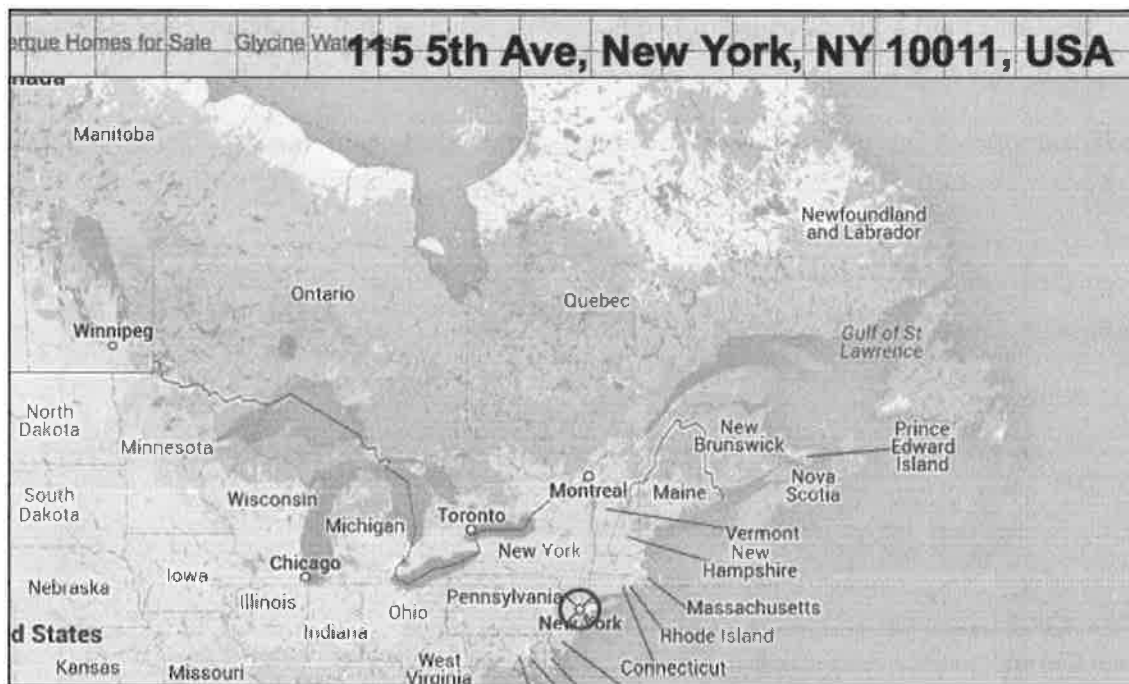 erque Homes for Sale Glycine Watches
115 5th Ave, New York, NY 10011, USA
nada
Manitoba
Newfoundland
and Labrador
Ontario
Quebec
Winnipeg
Gulf of St
Lawrence
North
Dakota
Minnesota
New
Brunswick
Prince
Edward
Island
South
Dakota
Wisconsin
Michigan
Toronto
Montreal
Maine
Nova
Scotia
New York
Vermont
New
Hampshire
Chicago
Iowa
Nebraska
Illinois
Ohio
Pennsylvania
Massachusetts
New York
d States
Indiana
Rhode Island
Kansas
Missouri
West
Virginia
Connecticut